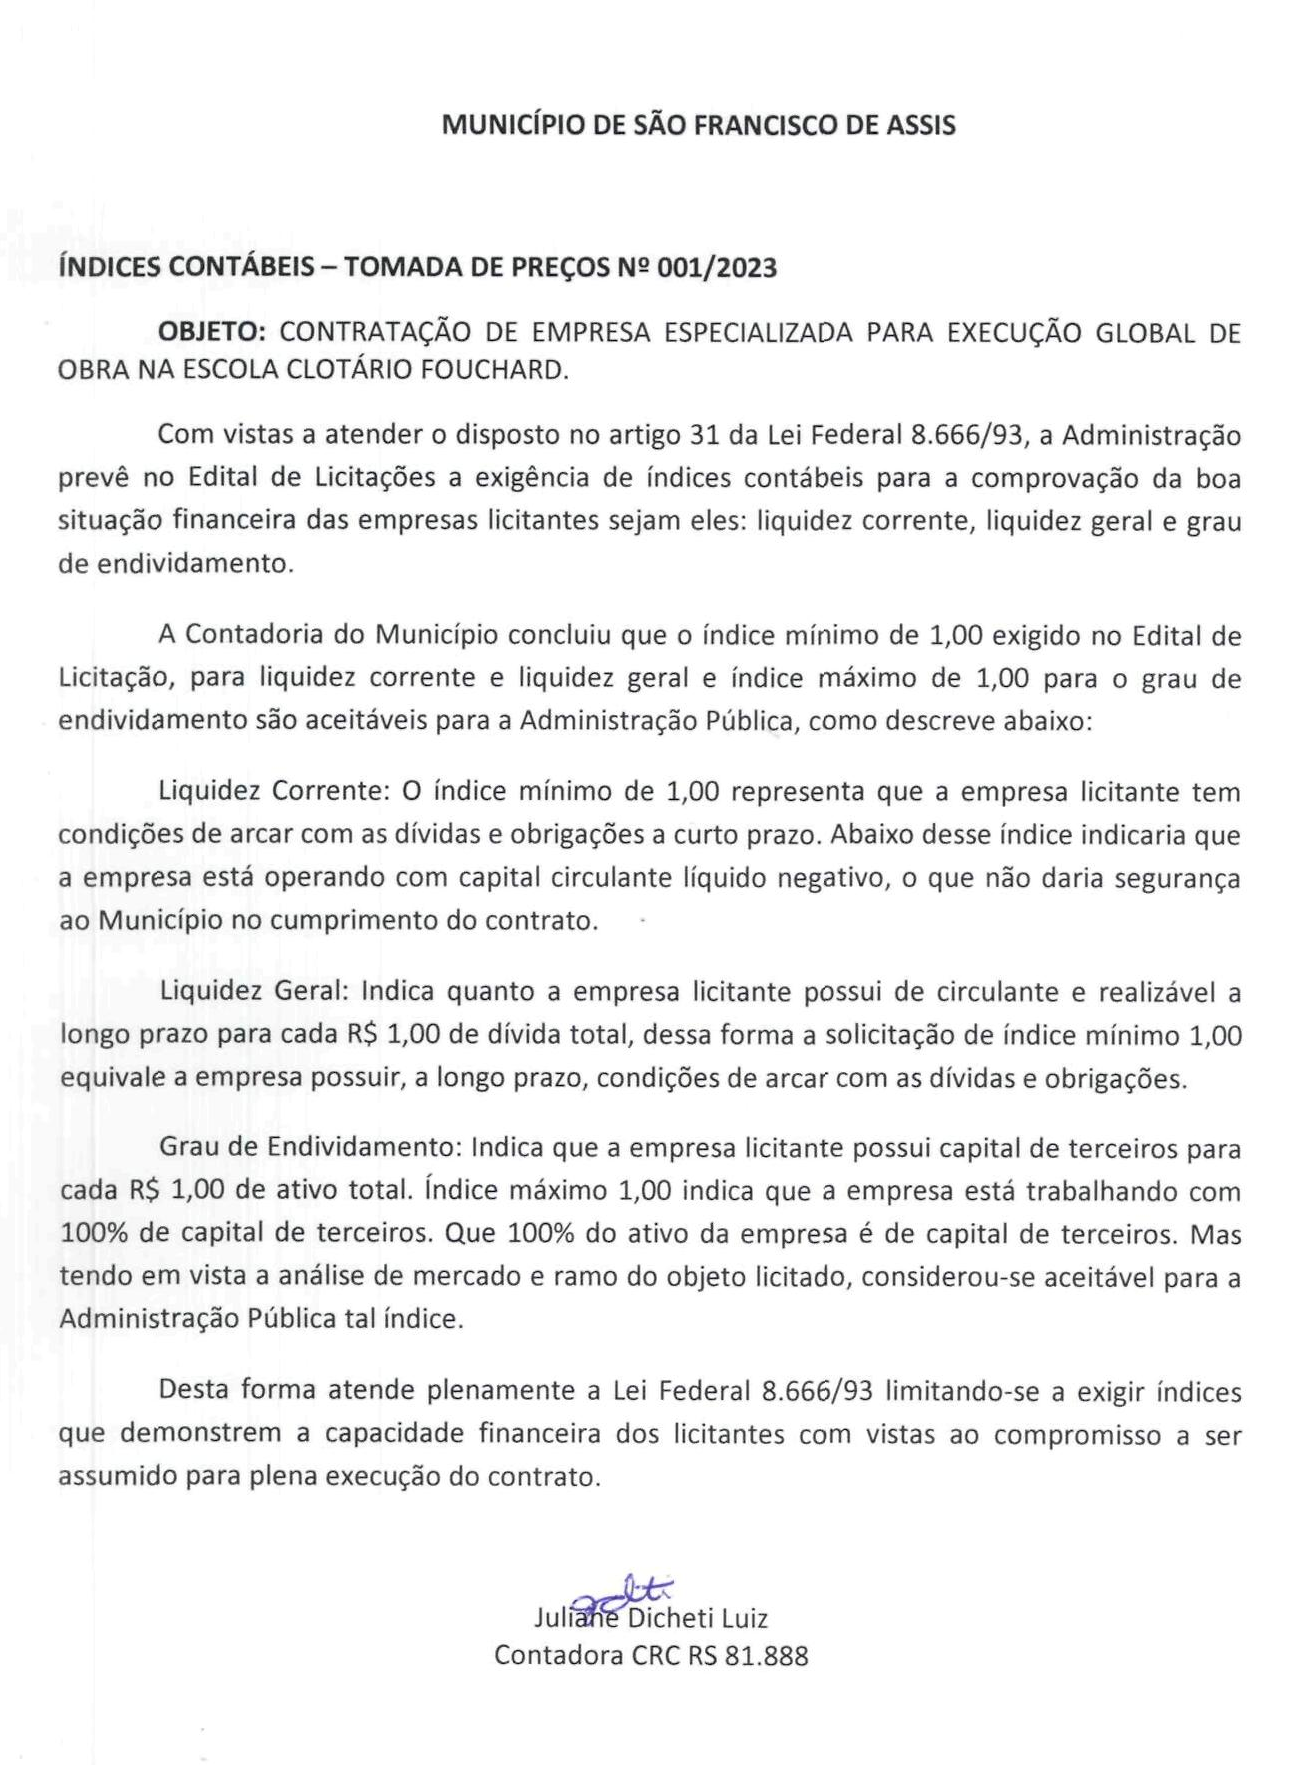 MUNICÍPIO DE SÃO FRANCISCO DE ASSIS
ÍNDICES CONTÁBEIS – TOMADA DE PREÇOS Nº 001/2023
OBJETO: CONTRATAÇÃO DE EMPRESA ESPECIALIZADA PARA EXECUÇÃO GLOBAL DE
OBRA NA ESCOLA CLOTÁRIO FOUCHARD.
Com vistas a atender o disposto no artigo 31 da Lei Federal 8.666/93, a Administração
prevê no Edital de Licitações a exigência de índices contábeis para a comprovação da boa
situação financeira das empresas licitantes sejam eles: liquidez corrente, liquidez geral e grau
de endividamento.
A Contadoria do Município concluiu que o índice mínimo de 1,00 exigido no Edital de
Licitação, para liquidez corrente e liquidez geral e índice máximo de 1,00 para o grau de
endividamento são aceitáveis para a Administração Pública, como descreve abaixo:
Liquidez Corrente: O índice mínimo de 1,00 representa que a empresa licitante tem
condições de arcar com as dívidas e obrigações a curto prazo. Abaixo desse índice indicaria que
a empresa está operando com capital circulante líquido negativo, o que não daria segurança
ao Município no cumprimento do contrato.
Liquidez Geral: Indica quanto a empresa licitante possui de circulante e realizável a
longo prazo para cada R$ 1,00 de dívida total, dessa forma a solicitação de índice mínimo 1,00
equivale a empresa possuir, a longo prazo, condições de arcar com as dívidas e obrigações.
Grau de Endividamento: Indica que a empresa licitante possui capital de terceiros para
cada R$ 1,00 de ativo total. Índice máximo 1,00 indica que a empresa está trabalhando com
100% de capital de terceiros. Que 100% do ativo da empresa é de capital de terceiros. Mas
tendo em vista a análise de mercado e ramo do objeto licitado, considerou-se aceitável para a
Administração Pública tal índice.
Desta forma atende plenamente a Lei Federal 8.666/93 limitando-se a exigir índices
que demonstrem a capacidade financeira dos licitantes com vistas ao compromisso a ser
assumido para plena execução do contrato.
Juliane Dicheti Luiz
Contadora CRC RS 81.888